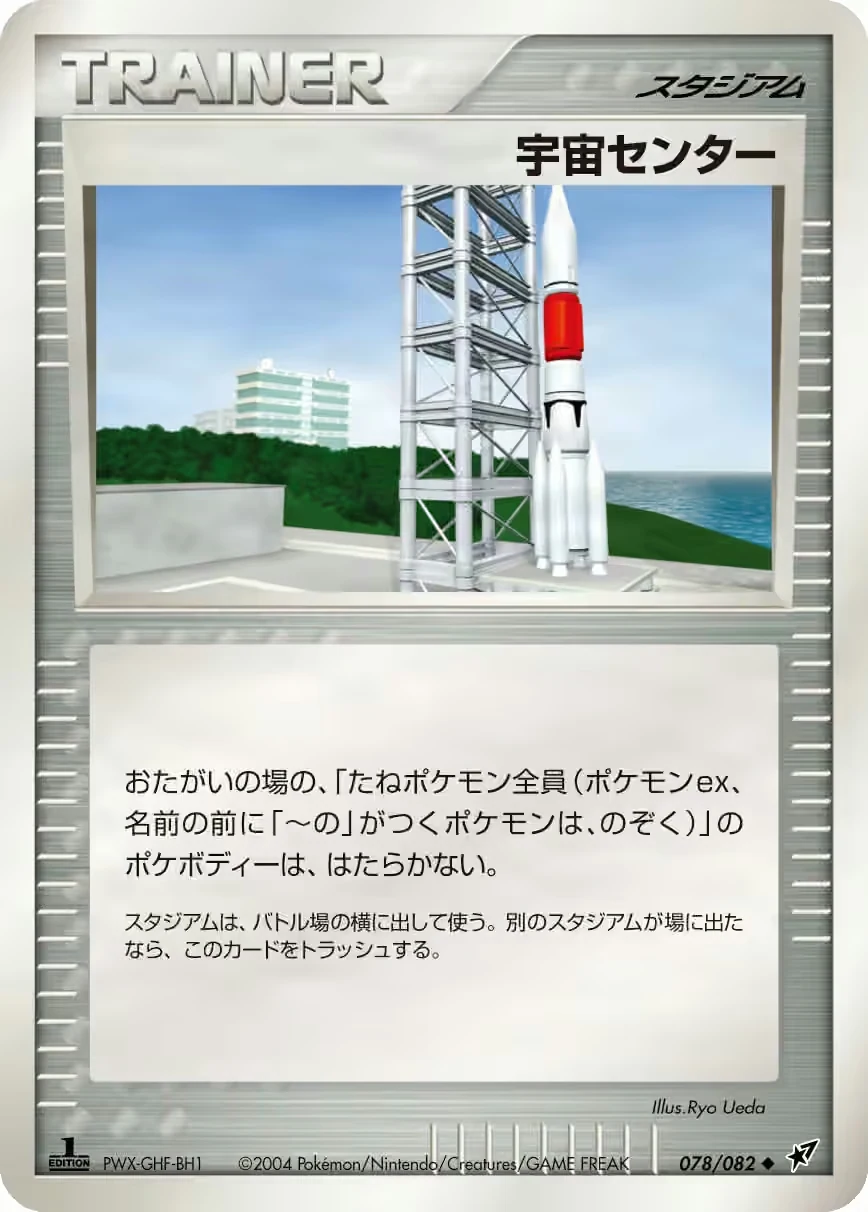 TRAINER
スタジアム
宇宙センター
おたがいの場の、「たねポケモン全員（ポケモンex、
名前の前に「〜の」がつくポケモンは、のぞく）」の
ポケボディーは、はたらかない。
スタジアムは、バトル場の横に出して使う。別のスタジアムが場に出た
なら、このカードをトラッシュする。
Illus.Ryo Ueda
1 EDITION PWX-GHF-BH1 ©2004 Pokémon/Nintendo/Creatures/GAME FREAK 078/082 ◆